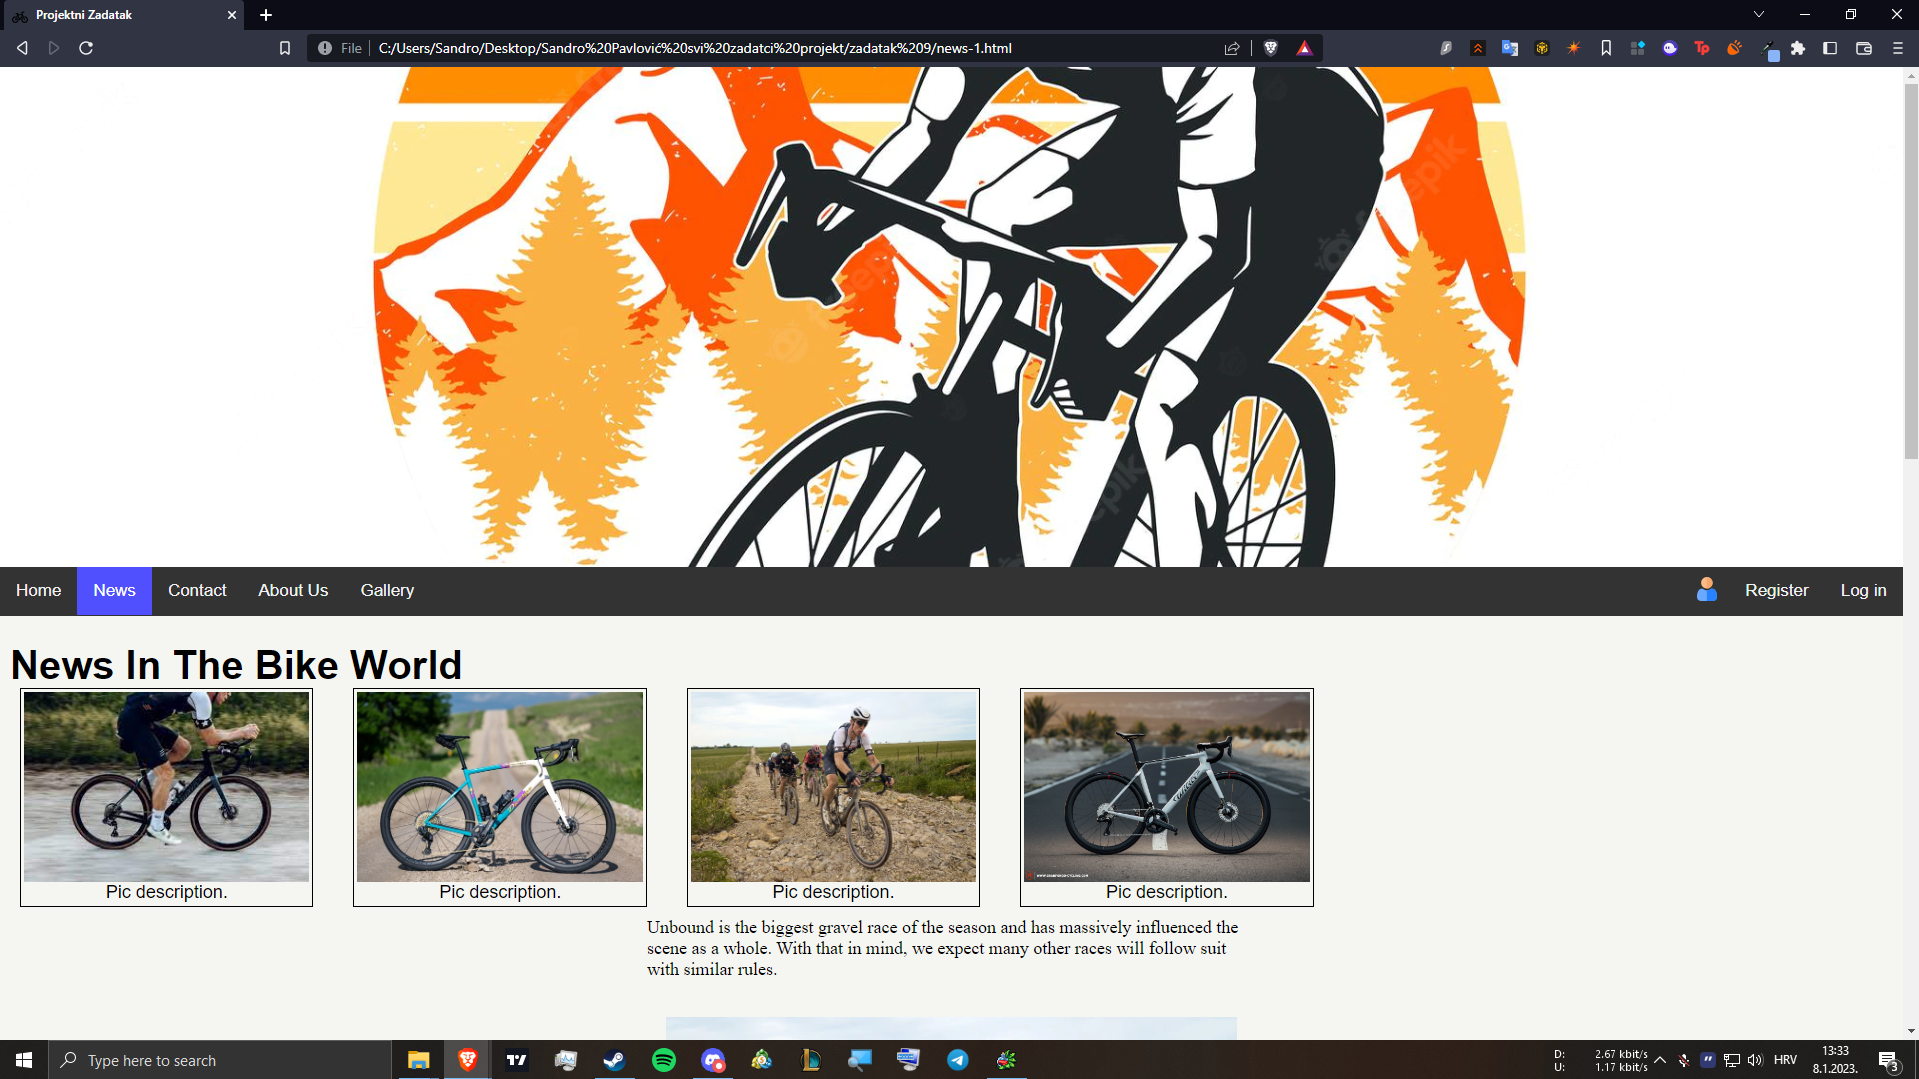 Projektni Zadatak
File
C:/Users/Sandro/Desktop/Sandro%20Pavlović%20svi%20zadatci%20projekt/zadatak%209/news-1.html
Tp
freepik
freepik
Home News Contact About Us Gallery Register Log in
News In The Bike World
Pic description. Pic description. Pic description. Pic description.
Unbound is the biggest gravel race of the season and has massively influenced the
scene as a whole. With that in mind, we expect many other races will follow suit
with similar rules.
Type here to search
D: 2.67 kbit/s
U: 1.17 kbit/s
HRV
13:33
8.1.2023.
3